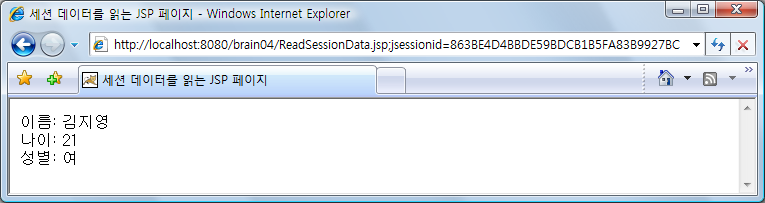 세션 데이터를 읽는 JSP 페이지 - Windows Internet Explorer
http://localhost:8080/brain04/ReadSessionData.jsp;jsessionid=863BE4D4BBDE59BDCB1B5FA83B9927BC
세션 데이터를 읽는 JSP 페이지
이름: 김지영
나이: 21
성별: 여